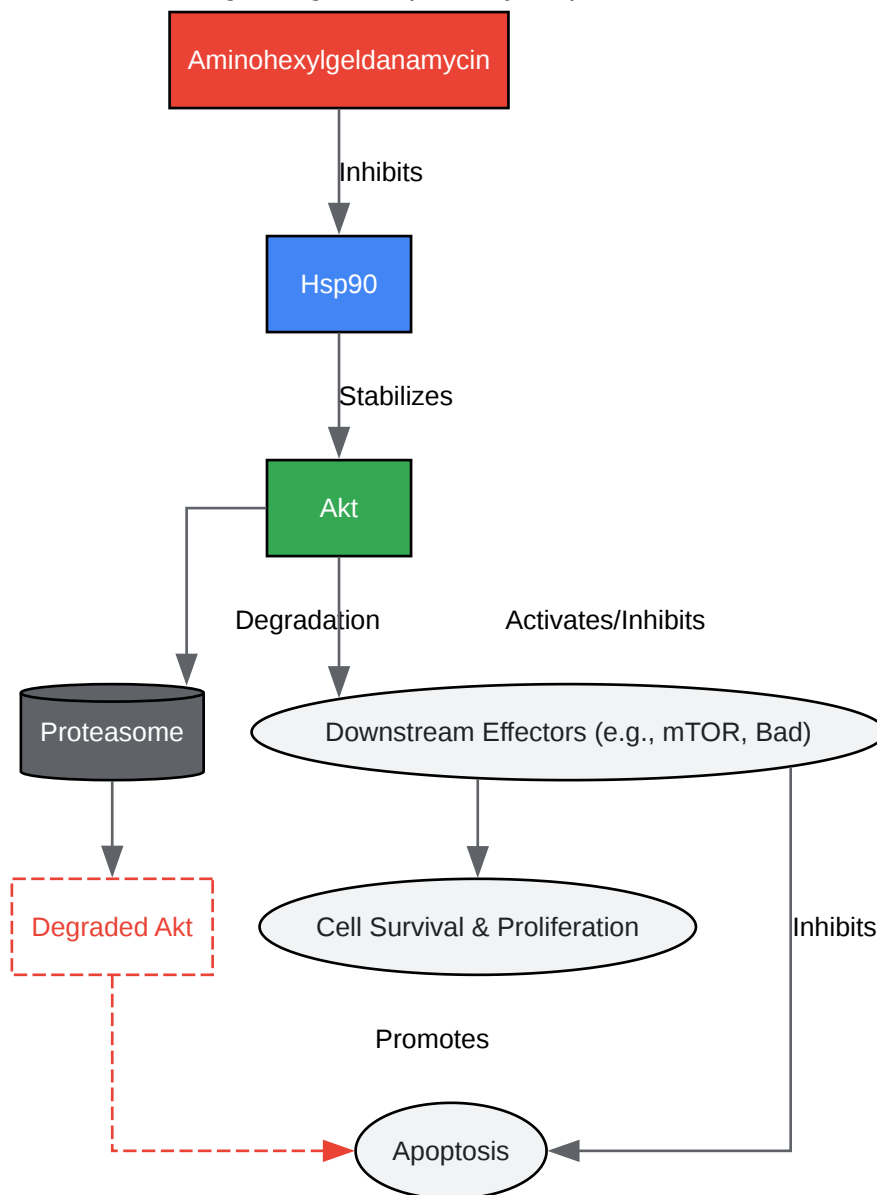 Aminohexylgeldanamycin
Inhibits
Hsp90
Stabilizes
Akt
Degradation
Activates/Inhibits
Proteasome
Downstream Effectors (e.g., mTOR, Bad)
Degraded Akt
Cell Survival & Proliferation
Inhibits
Promotes
Apoptosis